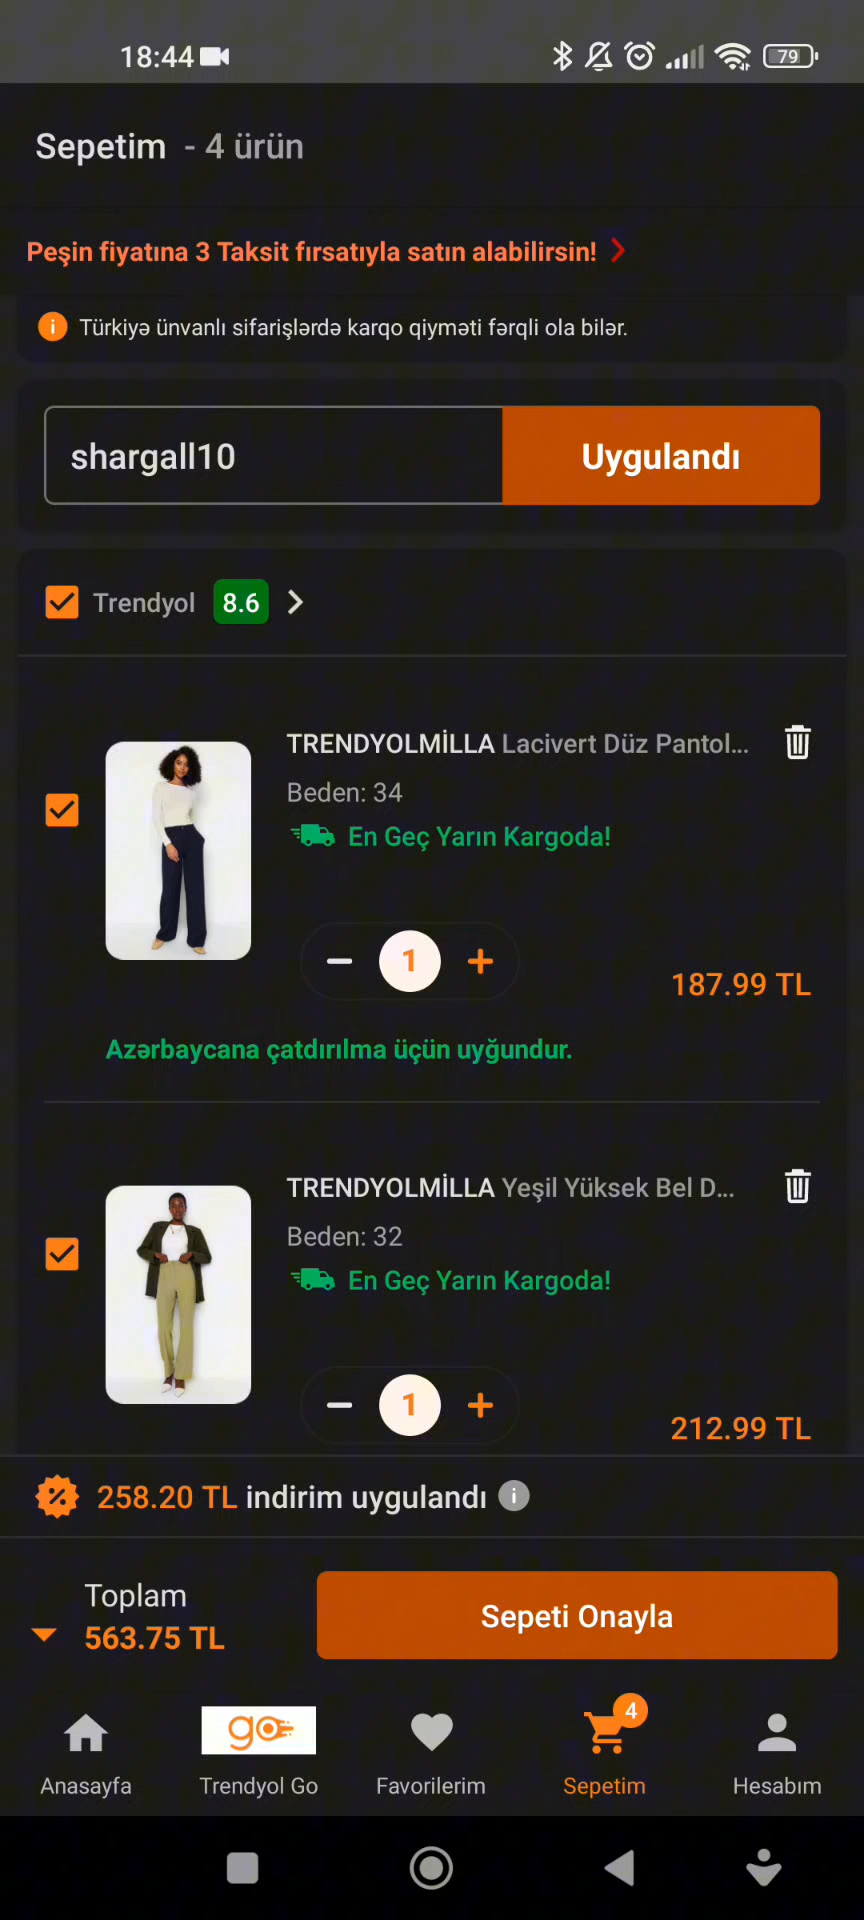 18:44
79
Sepetim - 4 ürün
Peşin fiyatına 3 Taksit fırsatıyla satın alabilirsin!
Türkiyə ünvanlı sifarişlərdə karqo qiyməti fərqli ola bilər.
shargall10 Uygulandı
Trendyol 8.6
TRENDYOLMİLLA Lacivert Düz Pantol...
Beden: 34
En Geç Yarın Kargoda!
1
187.99 TL
Azərbaycana çatdırılma üçün uyğundur.
TRENDYOLMİLLA Yeşil Yüksek Bel D...
Beden: 32
En Geç Yarın Kargoda!
1
212.99 TL
258.20 TL indirim uygulandı
Toplam
563.75 TL
Sepeti Onayla
go
4
Anasayfa Trendyol Go Favorilerim Sepetim Hesabım